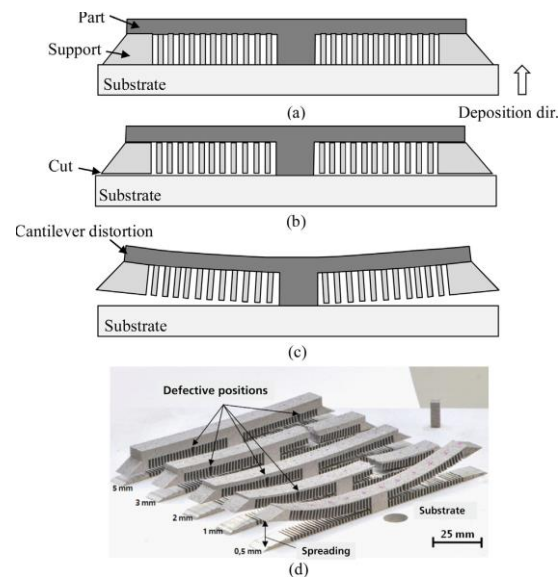 Part
Support
Substrate
(a)
Deposition dir.
Cut
Substrate
(b)
Cantilever distortion
Substrate
(c)
Defective positions
5 mm
3 mm
2 mm
1 mm
0,5 mm
Spreading
Substrate
25 mm
(d)